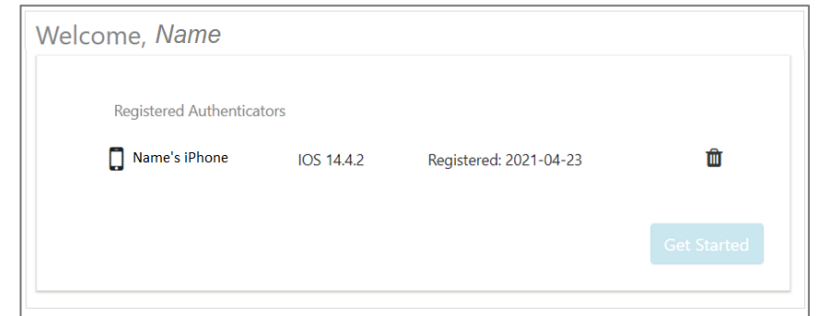 Welcome, Name
Registered Authenticators
Name's iPhone IOS 14.4.2 Registered: 2021-04-23
Get Started